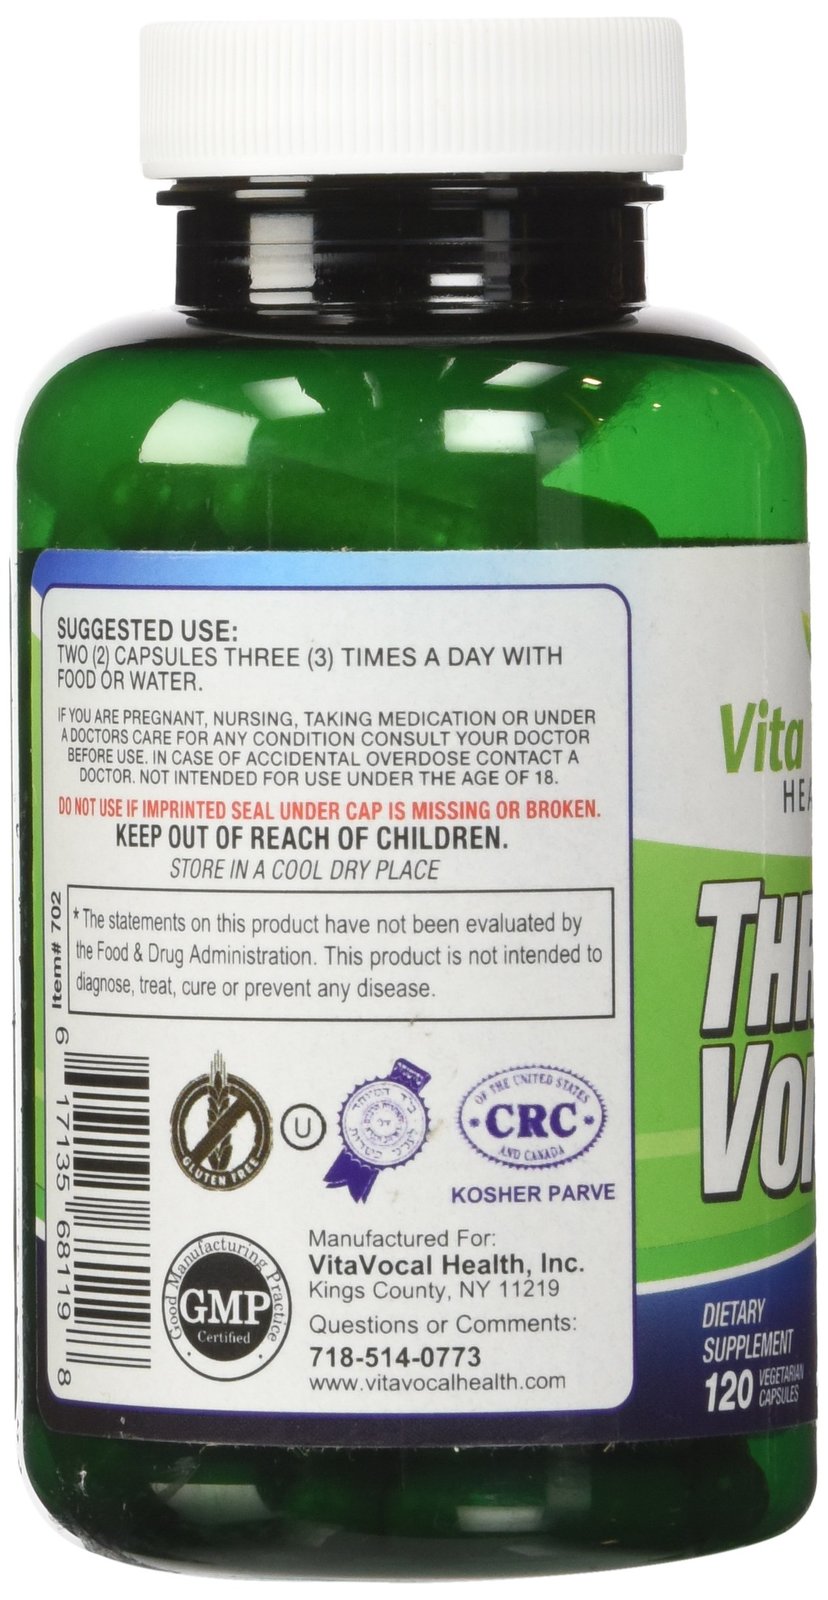 SUGGESTED USE:
TWO (2) CAPSULES THREE (3) TIMES A DAY WITH
FOOD OR WATER.
IF YOU ARE PREGNANT, NURSING, TAKING MEDICATION OR UNDER
A DOCTORS CARE FOR ANY CONDITION CONSULT YOUR DOCTOR
BEFORE USE. IN CASE OF ACCIDENTAL OVERDOSE CONTACT A
DOCTOR. NOT INTENDED FOR USE UNDER THE AGE OF 18.
DO NOT USE IF IMPRINTED SEAL UNDER CAP IS MISSING OR BROKEN.
KEEP OUT OF REACH OF CHILDREN.
STORE IN A COOL DRY PLACE
* The statements on this product have not been evaluated by
the Food & Drug Administration. This product is not intended to
diagnose, treat, cure or prevent any disease.
Item# 702
6 17135 68119 8
GLUTEN FREE
U
OF THE UNITED STATES
CRC
AND CANADA
KOSHER PARVE
Good Manufacturing Practice
GMP
Certified
Manufactured For:
VitaVocal Health, Inc.
Kings County, NY 11219
Questions or Comments:
718-514-0773
www.vitavocalhealth.com
Vita
HEA
THR
VO
DIETARY
SUPPLEMENT
120 VEGETARIAN
CAPSULES